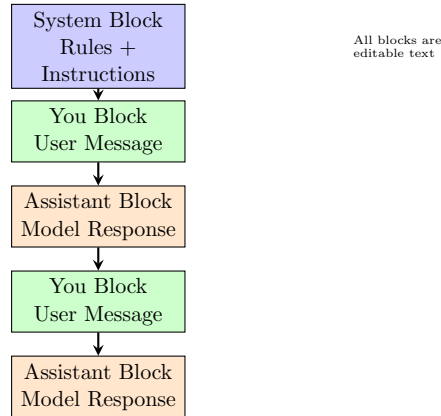 System Block
Rules +
Instructions
All blocks are
editable text
You Block
User Message
Assistant Block
Model Response
You Block
User Message
Assistant Block
Model Response